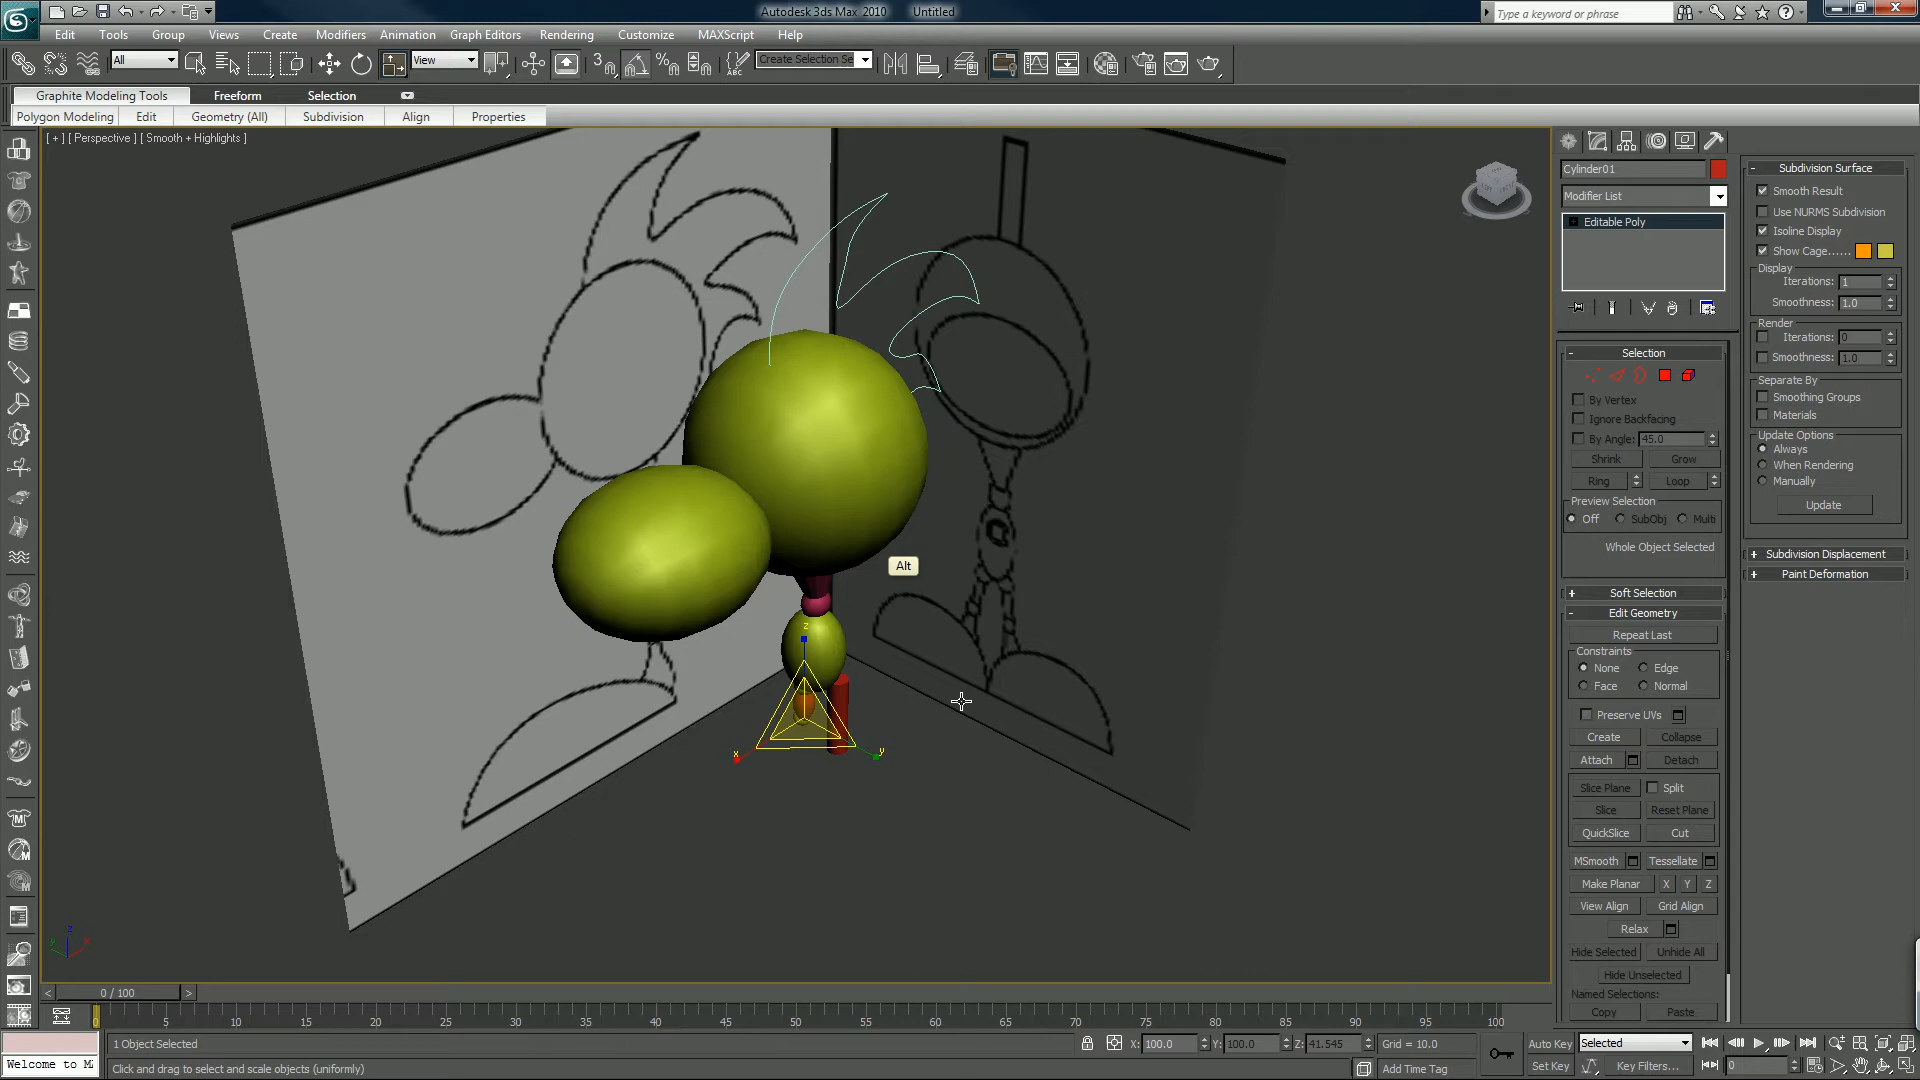 Autodesk 3ds Max 2010 Untitled
Type a keyword or phrase
Edit Tools Group Views Create Modifiers Animation Graph Editors Rendering Customize MAXScript Help
All
View
3
ABC
Create Selection Se
Graphite Modeling Tools Freeform Selection
Polygon Modeling Edit Geometry (All) Subdivision Align Properties
[ + ] [ Perspective ] [ Smooth + Highlights ]
Alt
z
x
y
z
y
x
Cylinder01
Modifier List
Editable Poly
Selection
By Vertex
Ignore Backfacing
By Angle: 45.0
Shrink Grow
Ring Loop
Preview Selection
Off SubObj Multi
Whole Object Selected
Soft Selection
Edit Geometry
Repeat Last
Constraints
None Edge
Face Normal
Preserve UVs
Create Collapse
Attach Detach
Slice Plane Split
Slice Reset Plane
QuickSlice Cut
MSmooth Tessellate
Make Planar X Y Z
View Align Grid Align
Relax
Hide Selected Unhide All
Hide Unselected
Named Selections:
Copy Paste
Subdivision Surface
Smooth Result
Use NURMS Subdivision
Isoline Display
Show Cage......
Display
Iterations: 1
Smoothness: 1.0
Render
Iterations: 0
Smoothness: 1.0
Separate By
Smoothing Groups
Materials
Update Options
Always
When Rendering
Manually
Update
Subdivision Displacement
Paint Deformation
< 0 / 100 >
0 5 10 15 20 25 30 35 40 45 50 55 60 65 70 75 80 85 90 95 100
1 Object Selected
X: 100.0 Y: 100.0 Z: 41.545 Grid = 10.0
Auto Key Selected
Welcome to M
Click and drag to select and scale objects (uniformly)
Add Time Tag
Set Key Key Filters... 0